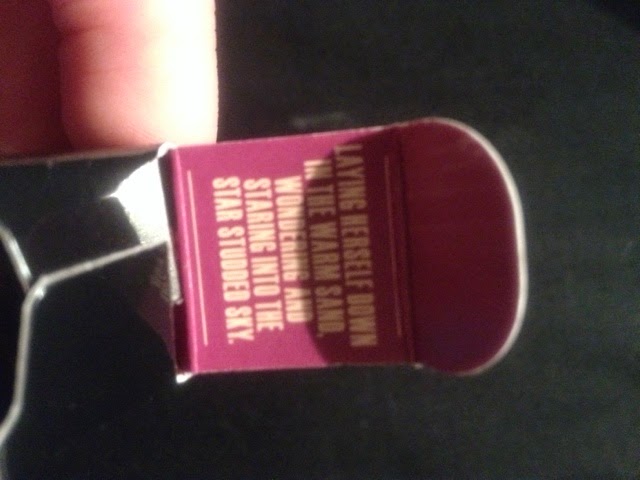 LAYING HERSELF DOWN
IN THE WARM SAND,
WONDERING AND
STARING INTO THE
STAR STUDDED SKY.